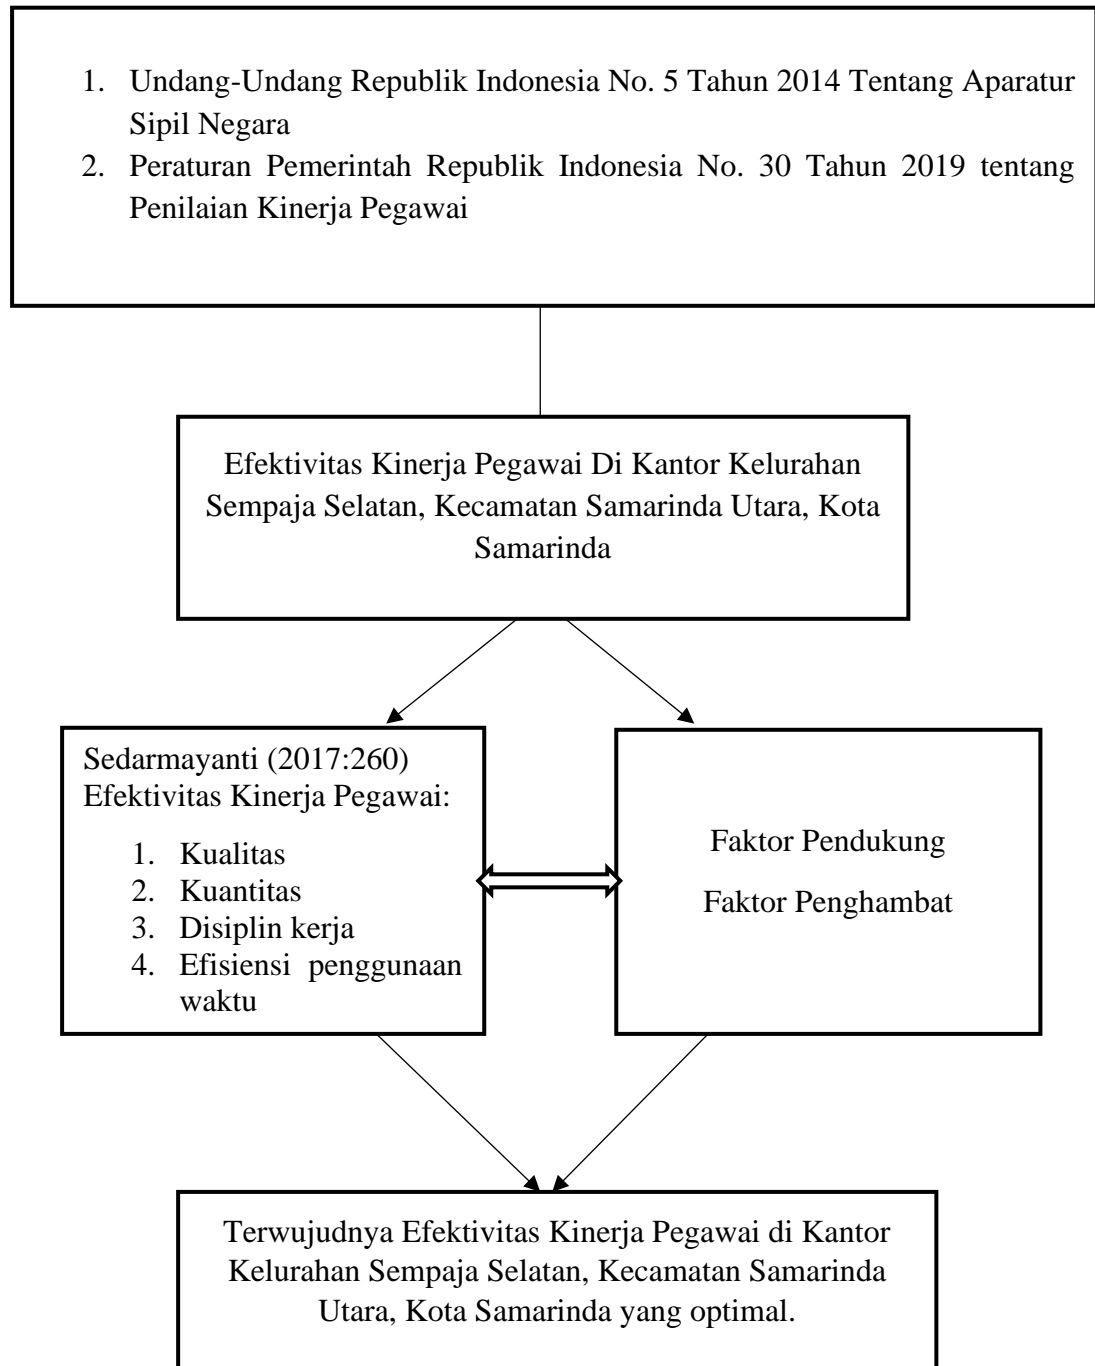 1. Undang-Undang Republik Indonesia No. 5 Tahun 2014 Tentang Aparatur
Sipil Negara
2. Peraturan Pemerintah Republik Indonesia No. 30 Tahun 2019 tentang
Penilaian Kinerja Pegawai
Efektivitas Kinerja Pegawai Di Kantor Kelurahan
Sempaja Selatan, Kecamatan Samarinda Utara, Kota
Samarinda
Sedarmayanti (2017:260)
Efektivitas Kinerja Pegawai:
1. Kualitas
2. Kuantitas
3. Disiplin kerja
4. Efisiensi penggunaan
waktu
Faktor Pendukung
Faktor Penghambat
Terwujudnya Efektivitas Kinerja Pegawai di Kantor
Kelurahan Sempaja Selatan, Kecamatan Samarinda
Utara, Kota Samarinda yang optimal.